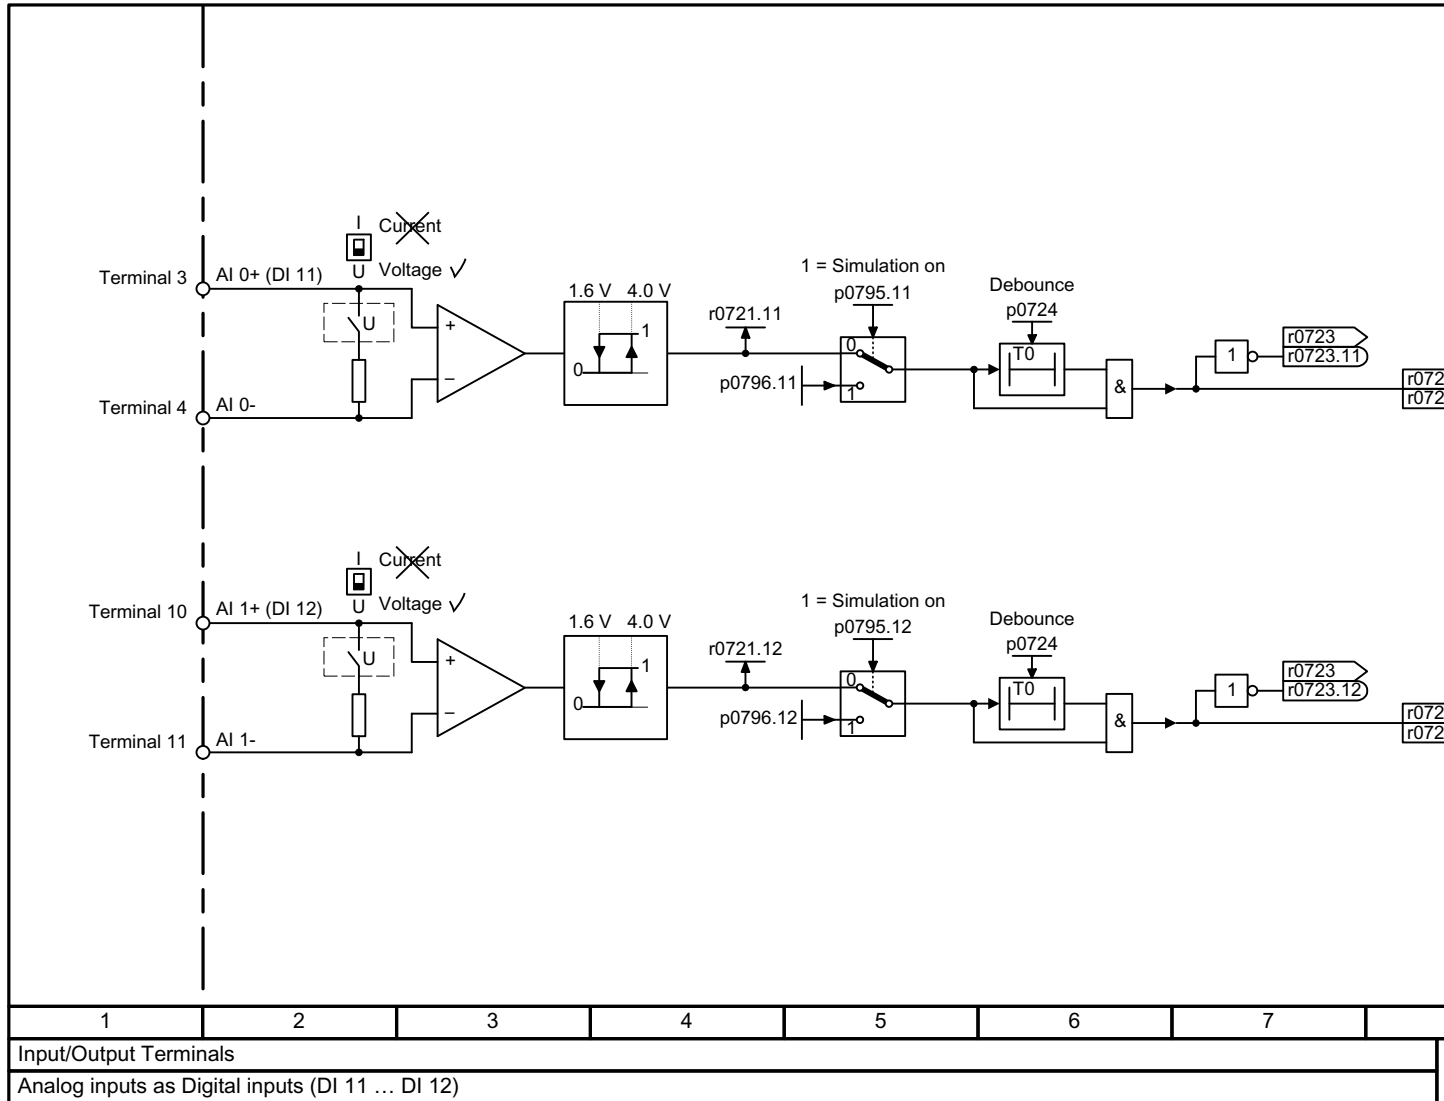 I Current
U Voltage
Terminal 3 AI 0+ (DI 11)
U
Terminal 4 AI 0-
+
–
1.6 V 4.0 V
1
0
r0721.11
1 = Simulation on
p0795.11
0
p0796.11
1
Debounce
p0724
T0
&
1
r0723
r0723.11
r072
r072
I Current
U Voltage
Terminal 10 AI 1+ (DI 12)
U
Terminal 11 AI 1-
+
–
1.6 V 4.0 V
1
0
r0721.12
1 = Simulation on
p0795.12
0
p0796.12
1
Debounce
p0724
T0
&
1
r0723
r0723.12
r072
r072
1 2 3 4 5 6 7
Input/Output Terminals
Analog inputs as Digital inputs (DI 11 … DI 12)